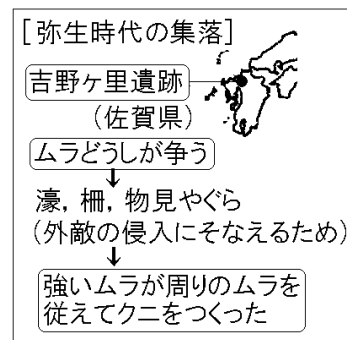 [弥生時代の集落]
吉野ヶ里遺跡
(佐賀県)
ムラどうしが争う
↓
濠,柵,物見やぐら
(外敵の侵入にそなえるため)
↓
強いムラが周りのムラを
従えてクニをつくった